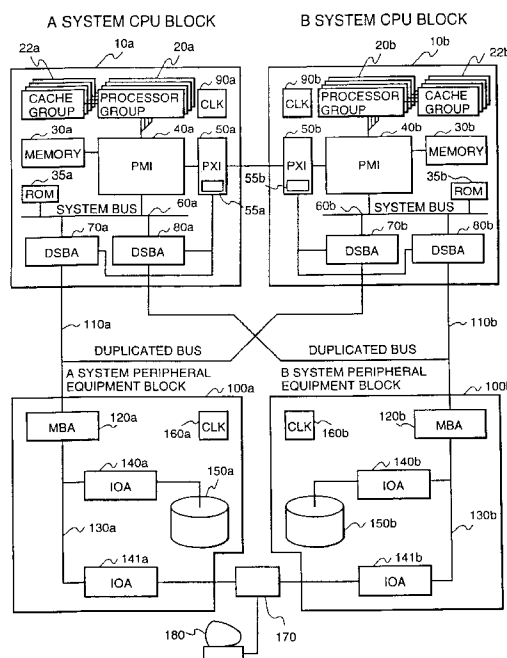 A SYSTEM CPU BLOCK
B SYSTEM CPU BLOCK
10a
20a
22a
20b
10b
22b
90a
90b
CACHE GROUP
PROCESSOR GROUP
CLK
CLK
PROCESSOR GROUP
CACHE GROUP
30a
40a
50a
50b
40b
30b
MEMORY
PMI
PXI
PXI
PMI
MEMORY
35a
55b
35b
ROM
55a
ROM
SYSTEM BUS
60a
60b
SYSTEM BUS
70a
80a
70b
80b
DSBA
DSBA
DSBA
DSBA
110a
110b
DUPLICATED BUS
DUPLICATED BUS
A SYSTEM PERIPHERAL
EQUIPMENT BLOCK
B SYSTEM PERIPHERAL
EQUIPMENT BLOCK
100a
100b
MBA
120a
CLK
160a
CLK
160b
120b
MBA
140a
150a
140b
IOA
IOA
150b
130a
130b
141a
141b
IOA
IOA
170
180